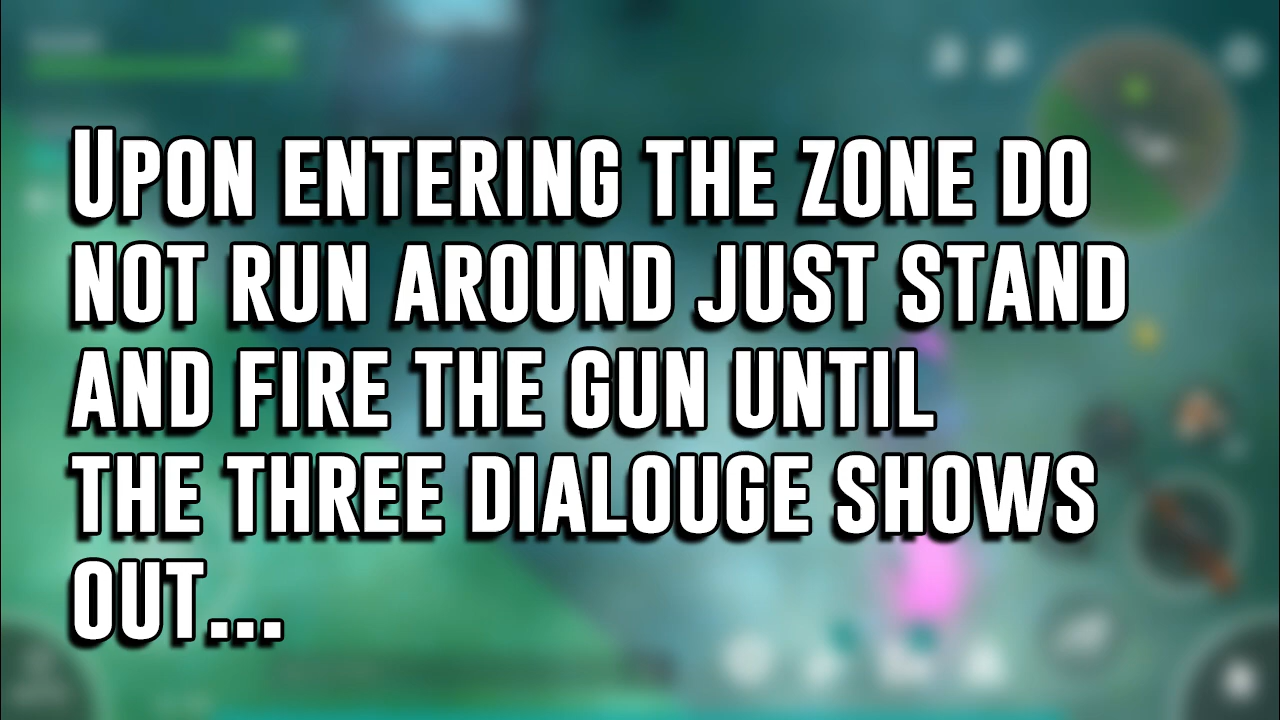 Upon entering the zone do
not run around just stand
and fire the gun until
the three dialouge shows
out...